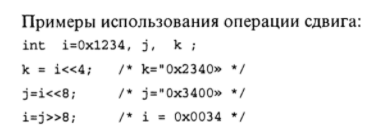 Примеры использования операции сдвига:
int i=0x1234, j, k ;
k = i<<4; /* k="0x2340» */
j=i<<8; /* j="0x3400» */
i=j>>8; /* i = 0x0034 */